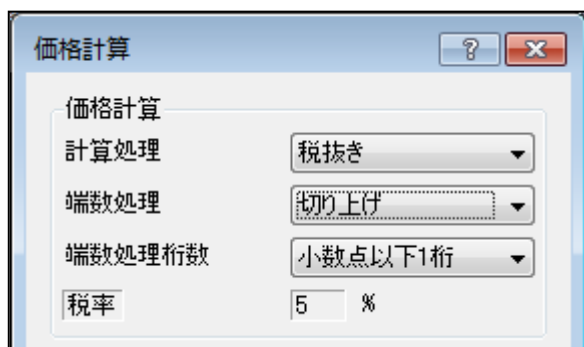 価格計算
価格計算
計算処理 税抜き
端数処理 切り上げ
端数処理桁数 小数点以下1桁
税率 5 %